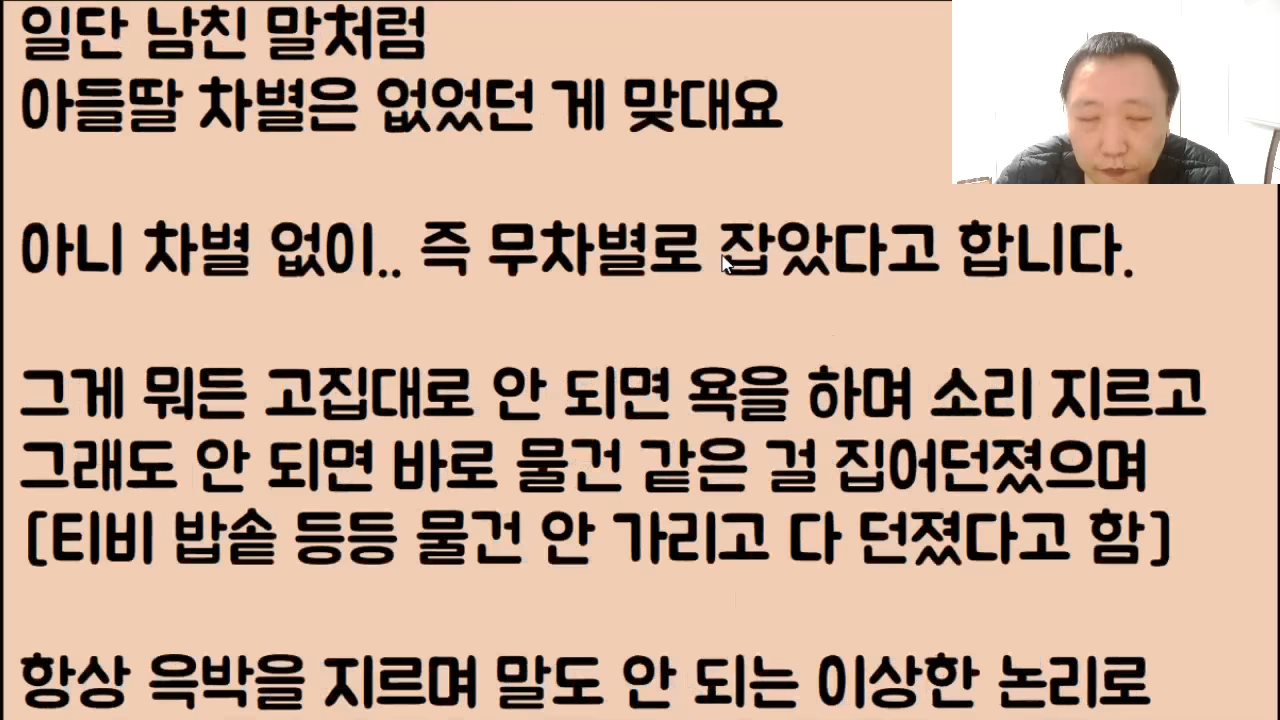 일단 남친 말처럼
아들딸 차별은 없었던 게 맞대요
아니 차별 없이.. 즉 무차별로 잡았다고 합니다.
그게 뭐든 고집대로 안 되면 욕을 하며 소리 지르고
그래도 안 되면 바로 물건 같은 걸 집어던졌으며
[티비 밥솥 등등 물건 안 가리고 다 던졌다고 함]
항상 윽박을 지르며 말도 안 되는 이상한 논리로